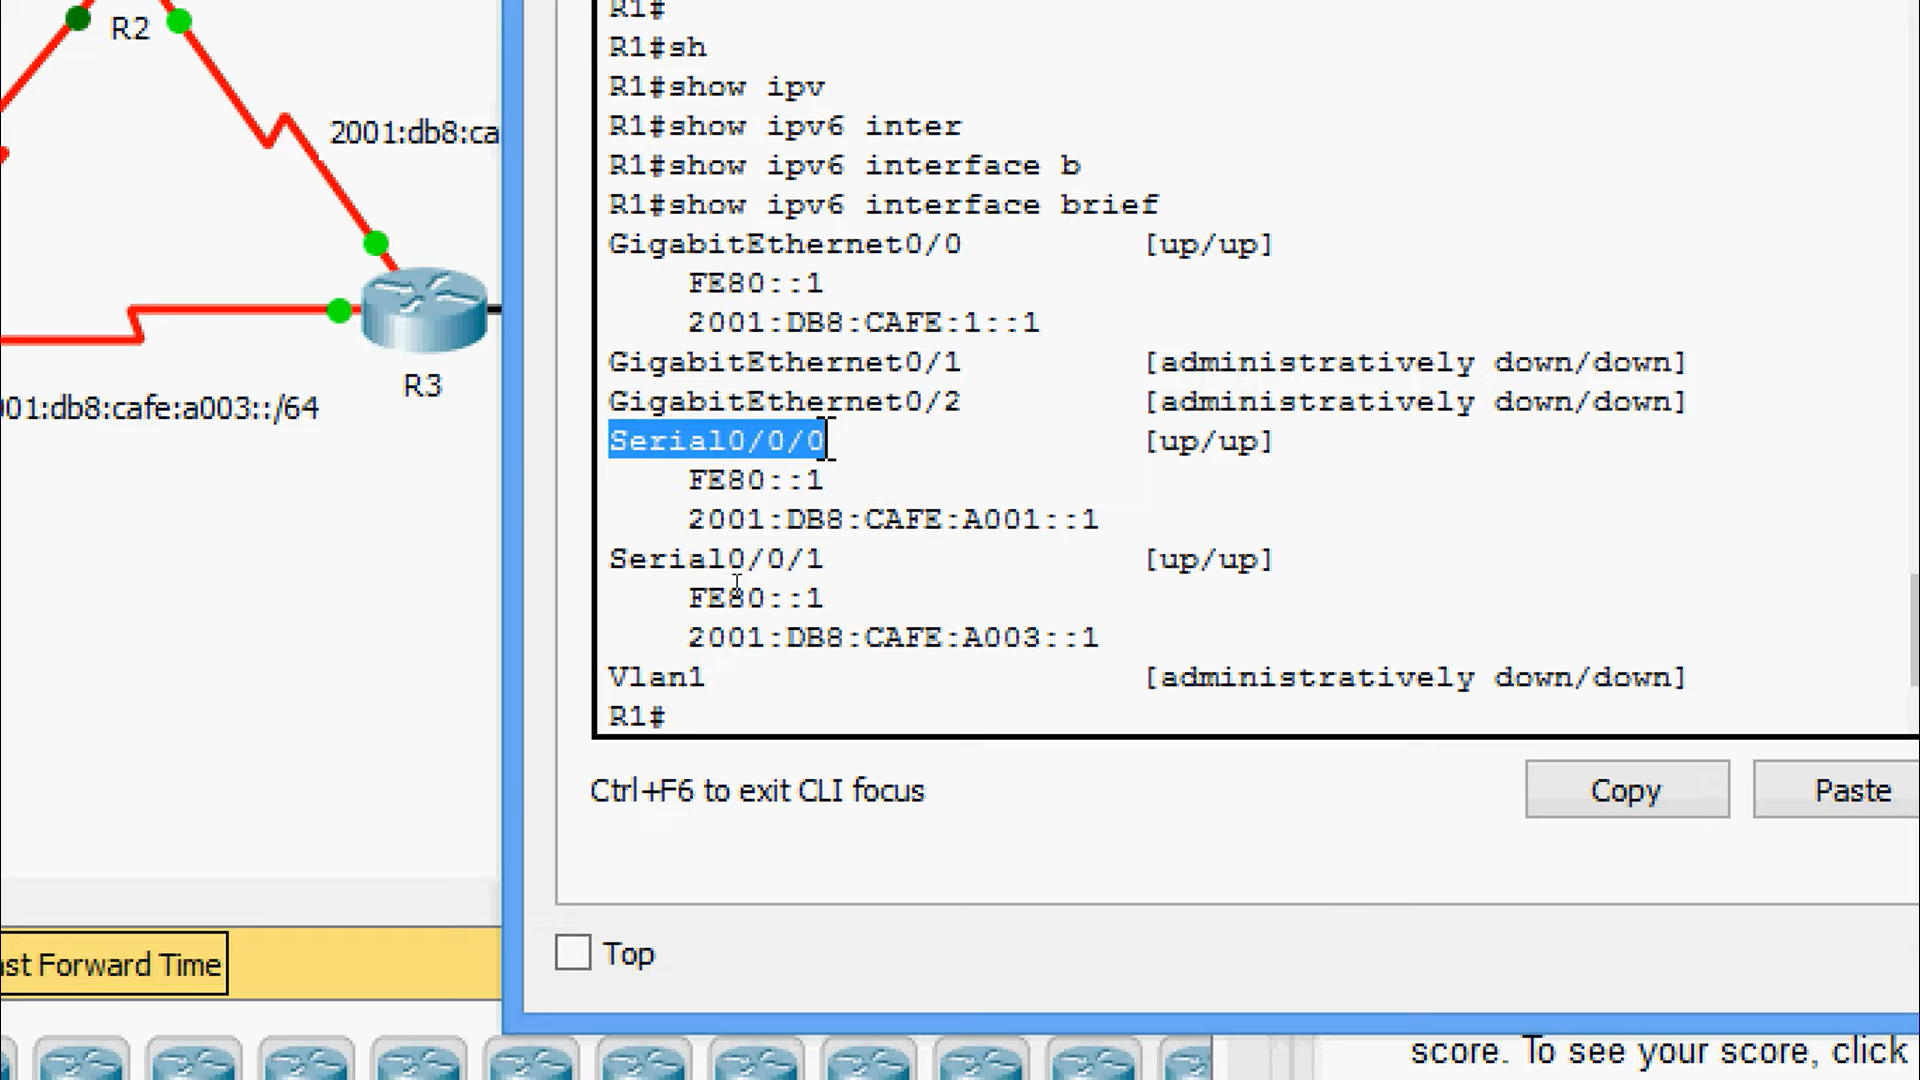 R2
2001:db8:ca
R3
01:db8:cafe:a003::/64
R1#
R1#sh
R1#show ipv
R1#show ipv6 inter
R1#show ipv6 interface b
R1#show ipv6 interface brief
GigabitEthernet0/0 [up/up]
FE80::1
2001:DB8:CAFE:1::1
GigabitEthernet0/1 [administratively down/down]
GigabitEthernet0/2 [administratively down/down]
Serial0/0/0 [up/up]
FE80::1
2001:DB8:CAFE:A001::1
Serial0/0/1 [up/up]
FE80::1
2001:DB8:CAFE:A003::1
Vlan1 [administratively down/down]
R1#
Ctrl+F6 to exit CLI focus
Copy
Paste
Top
ast Forward Time
score. To see your score, click